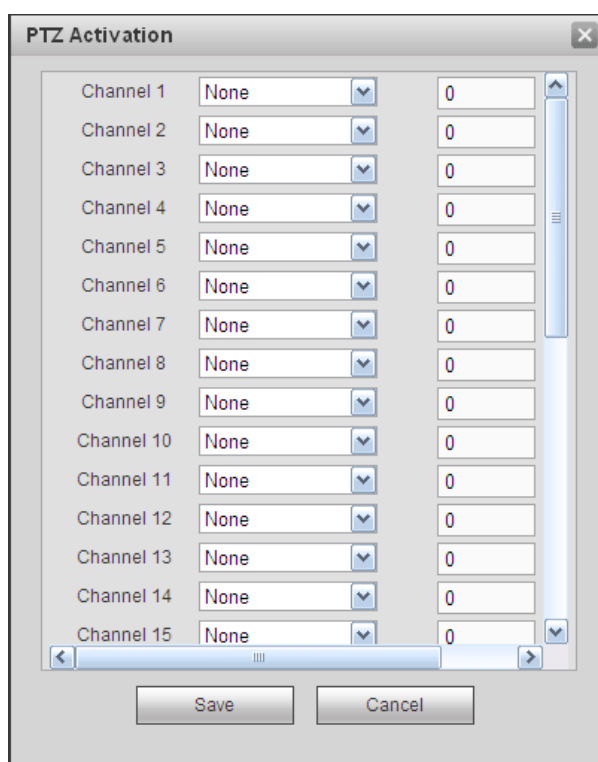 PTZ Activation
Channel 1 None 0
Channel 2 None 0
Channel 3 None 0
Channel 4 None 0
Channel 5 None 0
Channel 6 None 0
Channel 7 None 0
Channel 8 None 0
Channel 9 None 0
Channel 10 None 0
Channel 11 None 0
Channel 12 None 0
Channel 13 None 0
Channel 14 None 0
Channel 15 None 0
Save Cancel